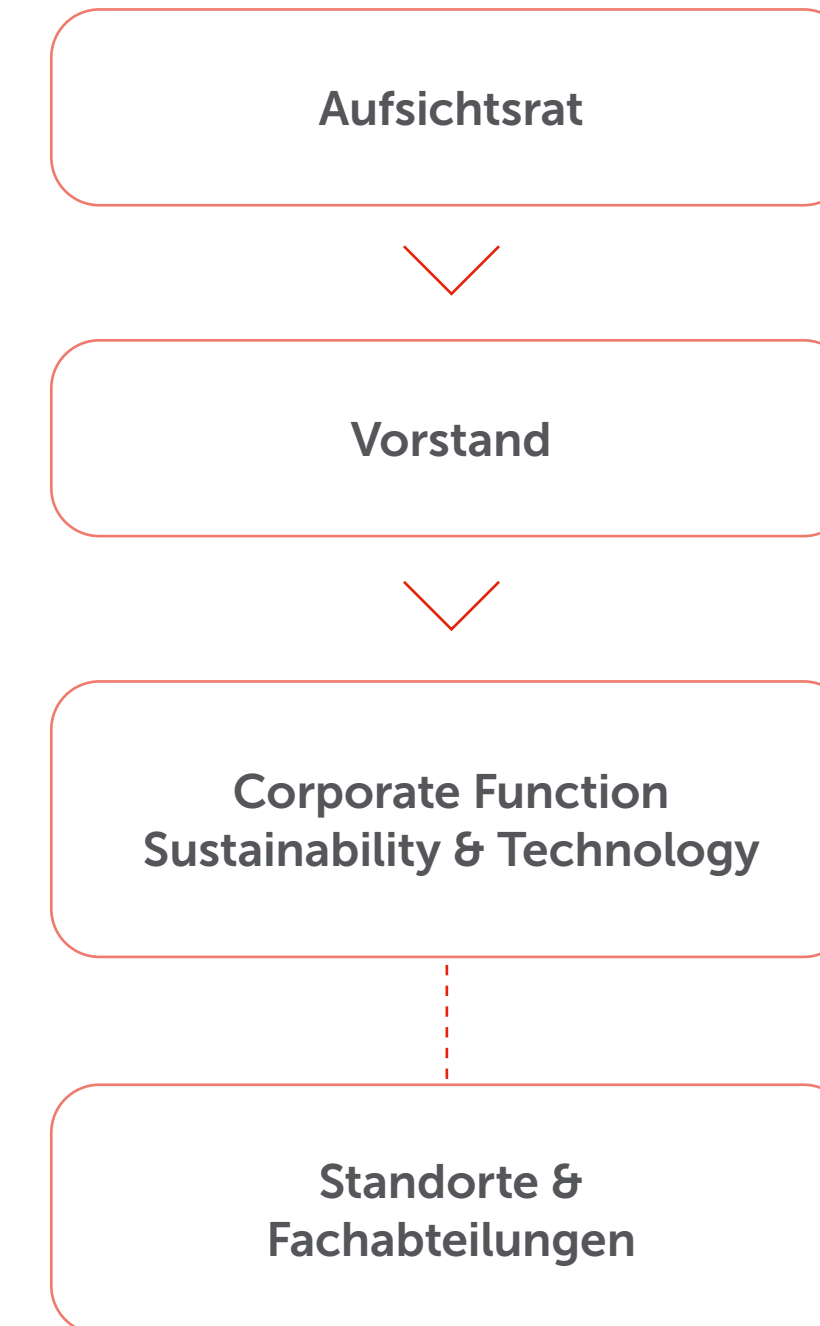 Aufsichtsrat
Vorstand
Corporate Function
Sustainability & Technology
Standorte &
Fachabteilungen